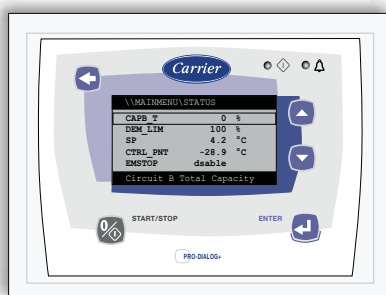 Carrier
\\MAINMENU\STATUS
CAPB_T 0 %
DEM_LIM 100 %
SP 4.2 °C
CTRL_PNT -28.9 °C
EMSTOP dsable
Circuit B Total Capacity
START/STOP
ENTER
PRO-DIALOG+